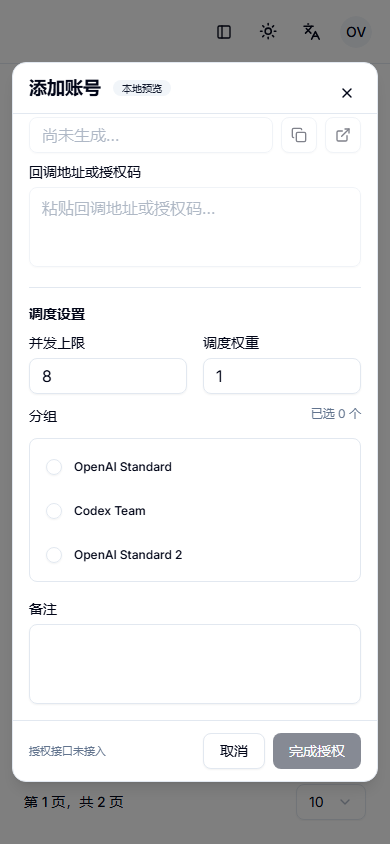 OV
添加账号 本地预览
尚未生成...
回调地址或授权码
粘贴回调地址或授权码...
调度设置
并发上限 调度权重
8 1
分组 已选 0 个
OpenAI Standard
Codex Team
OpenAI Standard 2
备注
授权接口未接入 取消 完成授权
第 1 页，共 2 页 10